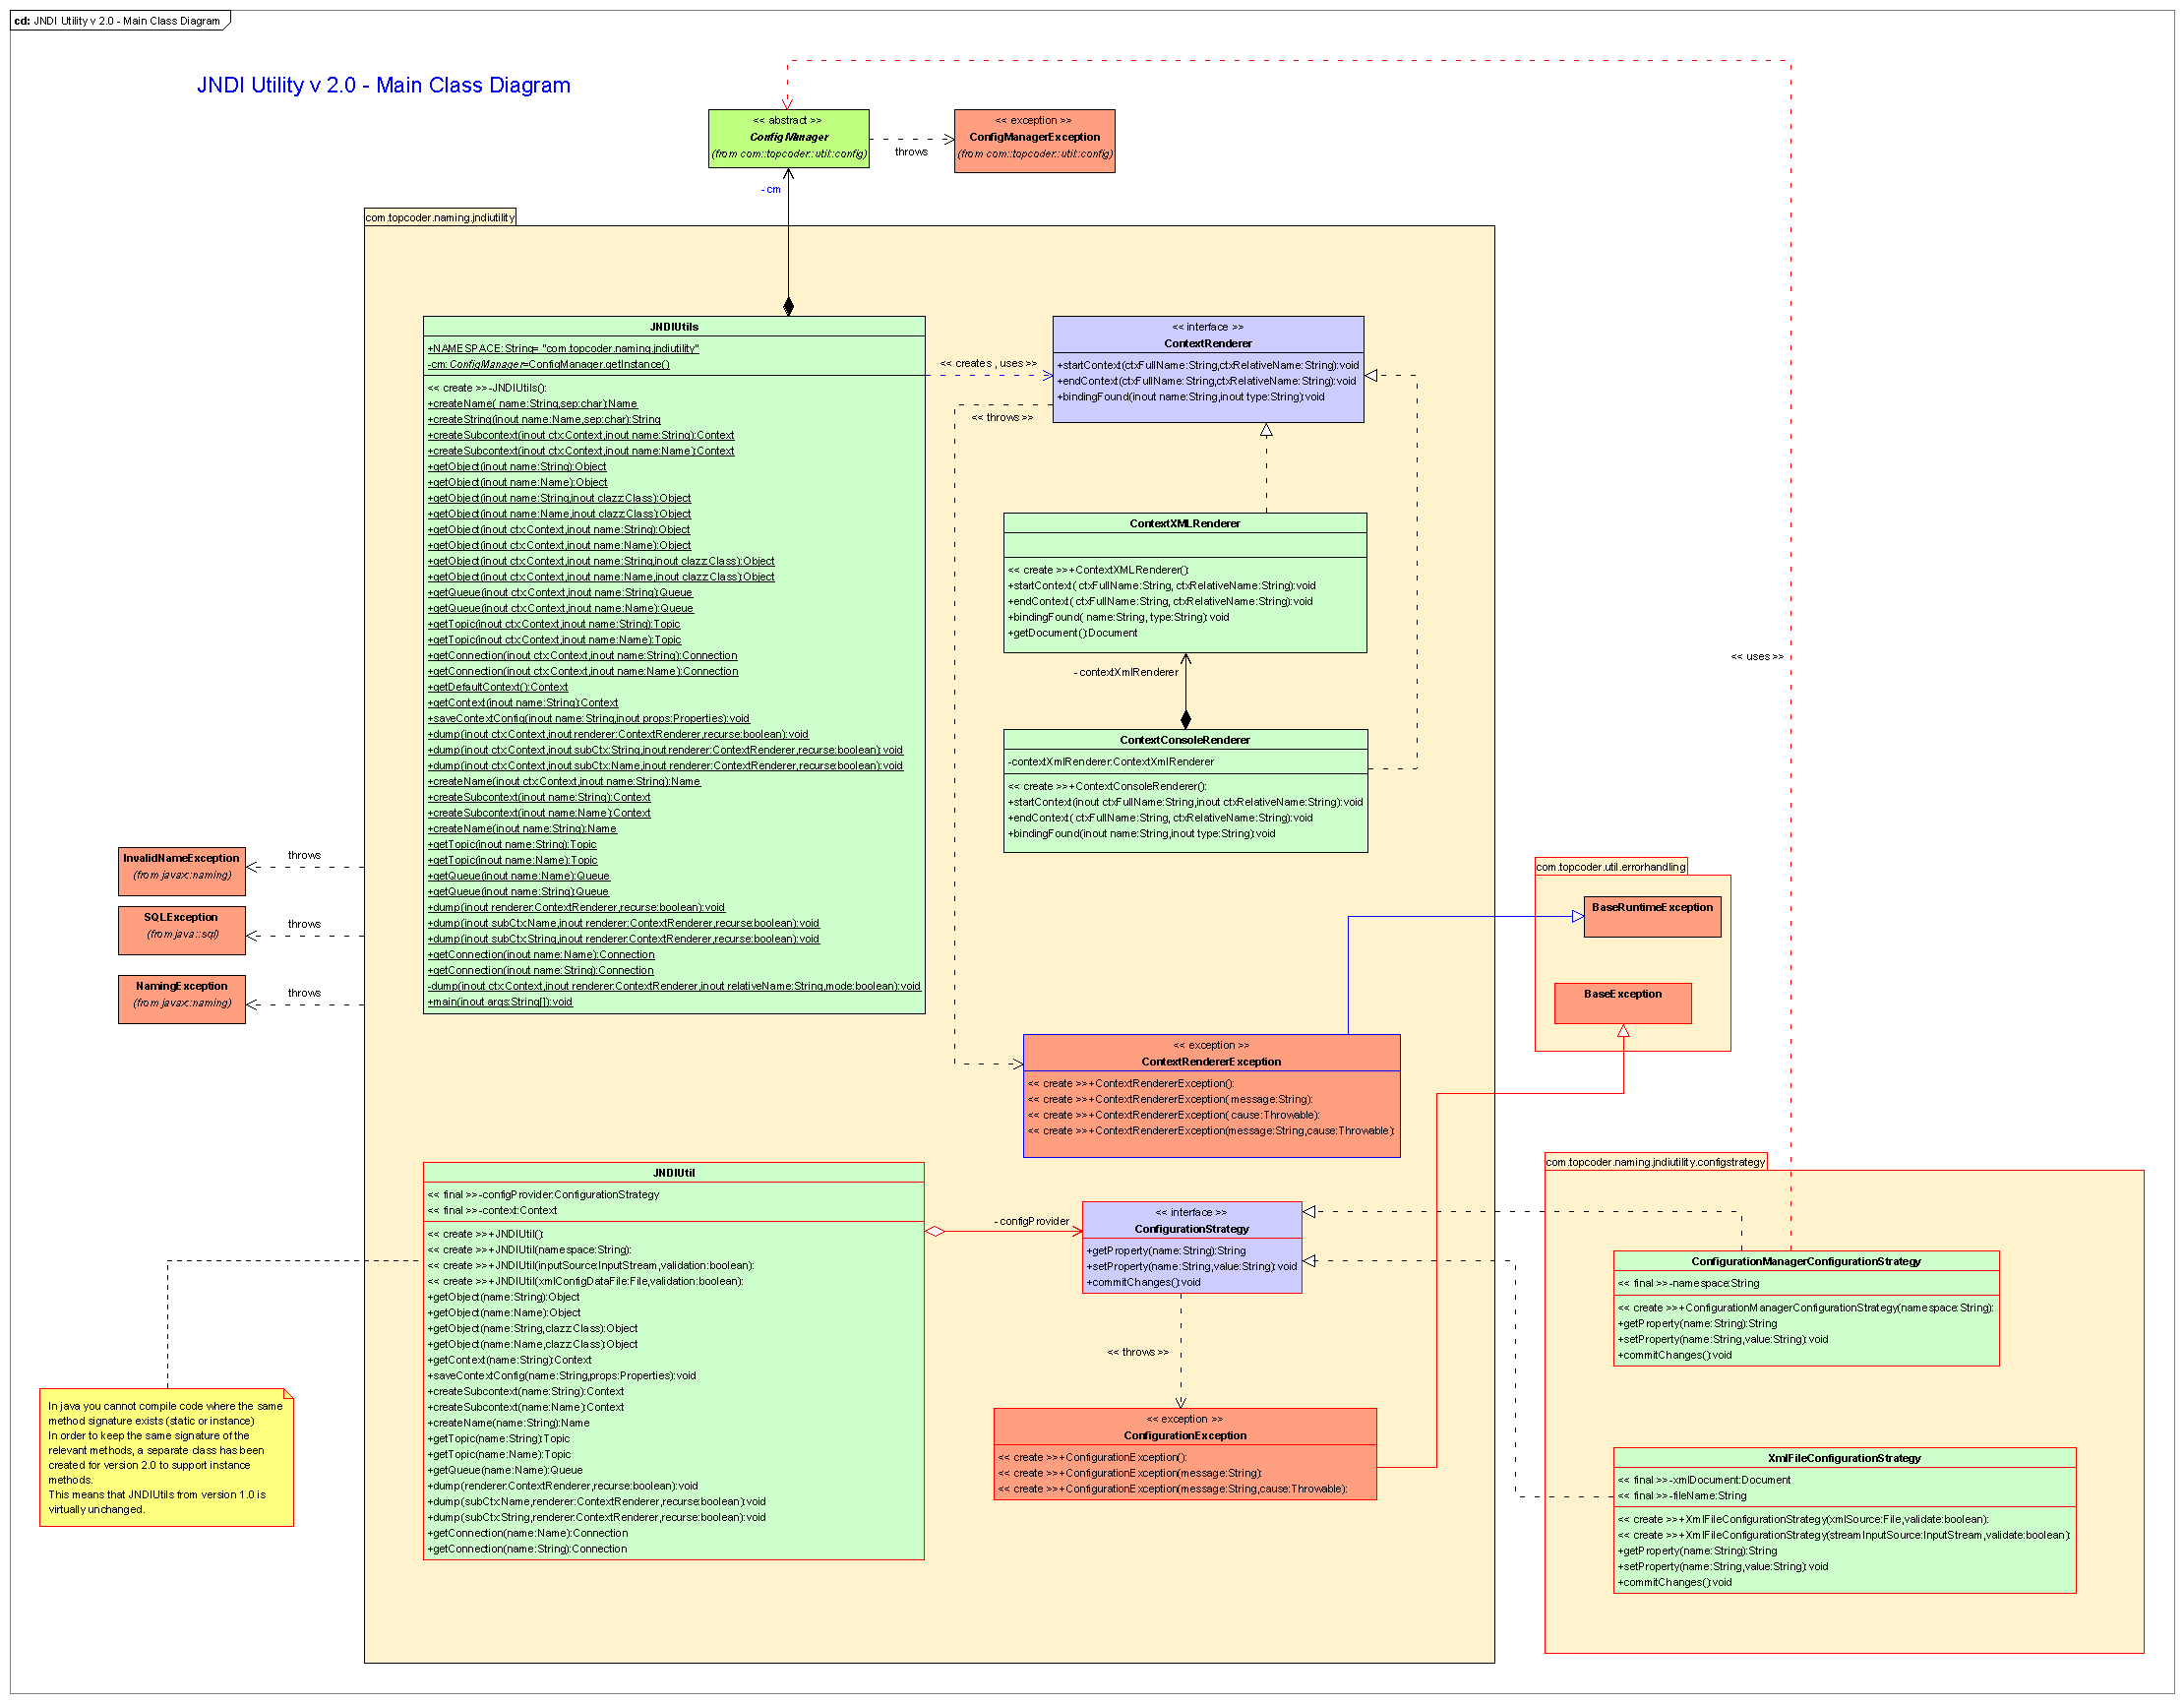 cd: JNDI Utility v 2.0 - Main Class Diagram
JNDI Utility v 2.0 - Main Class Diagram
<< abstract >>
ConfigManager
(from com::topcoder::util::config)
throws
<< exception >>
ConfigManagerException
(from com::topcoder::util::config)
- cm
com.topcoder.naming.jndiutility
JNDIUtils
+NAMESPACE:String= "com.topcoder.naming.jndiutility"
-cm:ConfigManager=ConfigManager.getInstance()
<< create >>-JNDIUtils():
+createName( name:String,sep:char):Name
+createString(inout name:Name,sep:char):String
+createSubcontext(inout ctx:Context,inout name:String):Context
+createSubcontext(inout ctx:Context,inout name:Name):Context
+getObject(inout name:String):Object
+getObject(inout name:Name):Object
+getObject(inout name:String,inout clazz:Class):Object
+getObject(inout name:Name,inout clazz:Class):Object
+getObject(inout ctx:Context,inout name:String):Object
+getObject(inout ctx:Context,inout name:Name):Object
+getObject(inout ctx:Context,inout name:String,inout clazz:Class):Object
+getObject(inout ctx:Context,inout name:Name,inout clazz:Class):Object
+getQueue(inout ctx:Context,inout name:String):Queue
+getQueue(inout ctx:Context,inout name:Name):Queue
+getTopic(inout ctx:Context,inout name:String):Topic
+getTopic(inout ctx:Context,inout name:Name):Topic
+getConnection(inout ctx:Context,inout name:String):Connection
+getConnection(inout ctx:Context,inout name:Name):Connection
+getDefaultContext():Context
+getContext(inout name:String):Context
+saveContextConfig(inout name:String,inout props:Properties):void
+dump(inout ctx:Context,inout renderer:ContextRenderer,recurse:boolean):void
+dump(inout ctx:Context,inout subCtx:String,inout renderer:ContextRenderer,recurse:boolean):void
+dump(inout ctx:Context,inout subCtx:Name,inout renderer:ContextRenderer,recurse:boolean):void
+createName(inout ctx:Context,inout name:String):Name
+createSubcontext(inout name:String):Context
+createSubcontext(inout name:Name):Context
+createName(inout name:String):Name
+getTopic(inout name:String):Topic
+getTopic(inout name:Name):Topic
+getQueue(inout name:Name):Queue
+getQueue(inout name:String):Queue
+dump(inout renderer:ContextRenderer,recurse:boolean):void
+dump(inout subCtx:Name,inout renderer:ContextRenderer,recurse:boolean):void
+dump(inout subCtx:String,inout renderer:ContextRenderer,recurse:boolean):void
+getConnection(inout name:Name):Connection
+getConnection(inout name:String):Connection
-dump(inout ctx:Context,inout renderer:ContextRenderer,inout relativeName:String,mode:boolean):void
+main(inout args:String[]):void
<< creates , uses >>
<< throws >>
<< interface >>
ContextRenderer
+startContext(ctxFullName:String,ctxRelativeName:String):void
+endContext(ctxFullName:String,ctxRelativeName:String):void
+bindingFound(inout name:String,inout type:String):void
ContextXMLRenderer
<< create >>+ContextXMLRenderer():
+startContext( ctxFullName:String, ctxRelativeName:String):void
+endContext( ctxFullName:String, ctxRelativeName:String):void
+bindingFound( name:String, type:String):void
+getDocument():Document
- contextXmlRenderer
ContextConsoleRenderer
-contextXmlRenderer:ContextXmlRenderer
<< create >>+ContextConsoleRenderer():
+startContext(inout ctxFullName:String,inout ctxRelativeName:String):void
+endContext( ctxFullName:String, ctxRelativeName:String):void
+bindingFound(inout name:String,inout type:String):void
<< uses >>
InvalidNameException
(from javax::naming)
throws
SQLException
(from java::sql)
throws
NamingException
(from javax::naming)
throws
com.topcoder.util.errorhandling
BaseRuntimeException
BaseException
<< exception >>
ContextRendererException
<< create >>+ContextRendererException():
<< create >>+ContextRendererException( message:String):
<< create >>+ContextRendererException( cause:Throwable):
<< create >>+ContextRendererException(message:String,cause:Throwable):
JNDIUtil
<< final >>-configProvider:ConfigurationStrategy
<< final >>-context:Context
<< create >>+JNDIUtil():
<< create >>+JNDIUtil(namespace:String):
<< create >>+JNDIUtil(inputSource:InputStream,validation:boolean):
<< create >>+JNDIUtil(xmlConfigDataFile:File,validation:boolean):
+getObject(name:String):Object
+getObject(name:Name):Object
+getObject(name:String,clazz:Class):Object
+getObject(name:Name,clazz:Class):Object
+getContext(name:String):Context
+saveContextConfig(name:String,props:Properties):void
+createSubcontext(name:String):Context
+createSubcontext(name:Name):Context
+createName(name:String):Name
+getTopic(name:String):Topic
+getTopic(name:Name):Topic
+getQueue(name:Name):Queue
+dump(renderer:ContextRenderer,recurse:boolean):void
+dump(subCtx:Name,renderer:ContextRenderer,recurse:boolean):void
+dump(subCtx:String,renderer:ContextRenderer,recurse:boolean):void
+getConnection(name:Name):Connection
+getConnection(name:String):Connection
- configProvider
<< interface >>
ConfigurationStrategy
+getProperty(name:String):String
+setProperty(name:String,value:String):void
+commitChanges():void
<< throws >>
<< exception >>
ConfigurationException
<< create >>+ConfigurationException():
<< create >>+ConfigurationException(message:String):
<< create >>+ConfigurationException(message:String,cause:Throwable):
com.topcoder.naming.jndiutility.configstrategy
ConfigurationManagerConfigurationStrategy
<< final >>-namespace:String
<< create >>+ConfigurationManagerConfigurationStrategy(namespace:String):
+getProperty(name:String):String
+setProperty(name:String,value:String):void
+commitChanges():void
XmlFileConfigurationStrategy
<< final >>-xmlDocument:Document
<< final >>-fileName:String
<< create >>+XmlFileConfigurationStrategy(xmlSource:File,validate:boolean):
<< create >>+XmlFileConfigurationStrategy(streamInputSource:InputStream,validate:boolean):
+getProperty(name:String):String
+setProperty(name:String,value:String):void
+commitChanges():void
In java you cannot compile code where the same
method signature exists (static or instance)
In order to keep the same signature of the
relevant methods, a separate class has been
created for version 2.0 to support instance
methods.
This means that JNDIUtils from version 1.0 is
virtually unchanged.